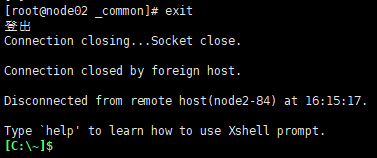 [root@node02 _common]# exit
登出
Connection closing...Socket close.
Connection closed by foreign host.
Disconnected from remote host(node2-84) at 16:15:17.
Type `help' to learn how to use Xshell prompt.
[C:\~]$